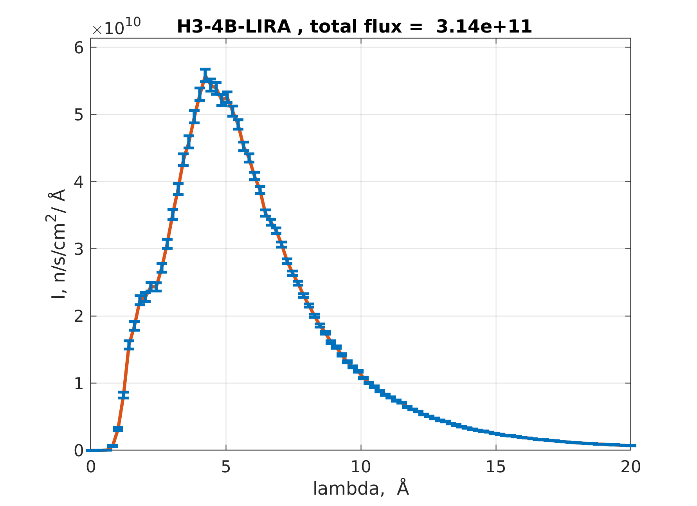 ×10^10
H3-4B-LIRA , total flux =  3.14e+11
6
5
4
3
2
1
0
I, n/s/cm^2/ Å
0 5 10 15 20
lambda,  Å